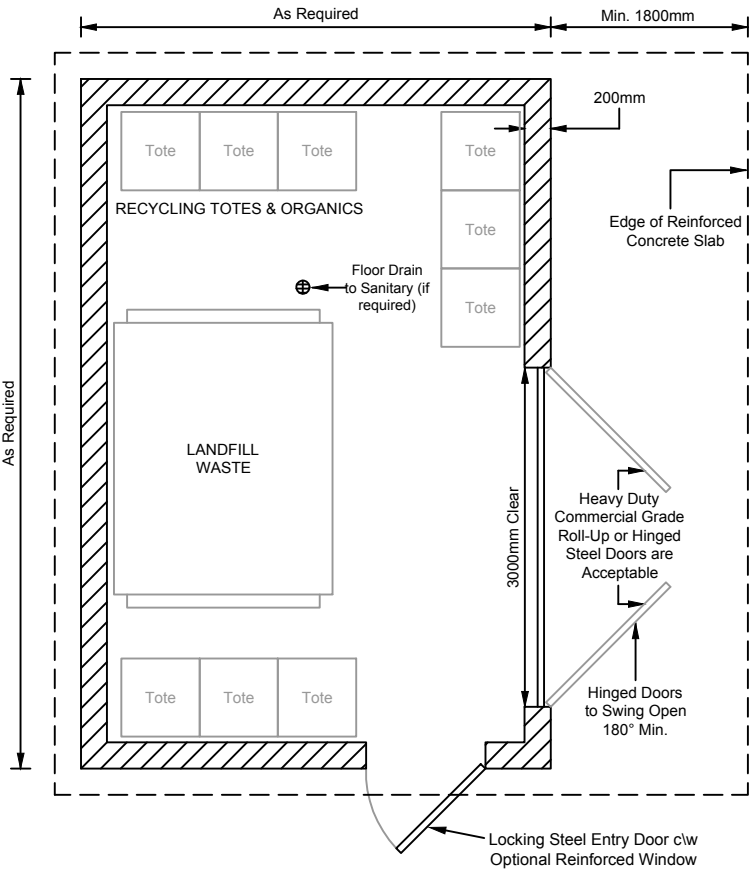 As Required
Min. 1800mm
200mm
Tote
Tote
Tote
Tote
RECYCLING TOTES & ORGANICS
Edge of Reinforced
Concrete Slab
Tote
Floor Drain
to Sanitary (if
required)
Tote
As Required
LANDFILL
WASTE
3000mm Clear
Heavy Duty
Commercial Grade
Roll-Up or Hinged
Steel Doors are
Acceptable
Tote
Tote
Tote
Hinged Doors
to Swing Open
180° Min.
Locking Steel Entry Door c\w
Optional Reinforced Window